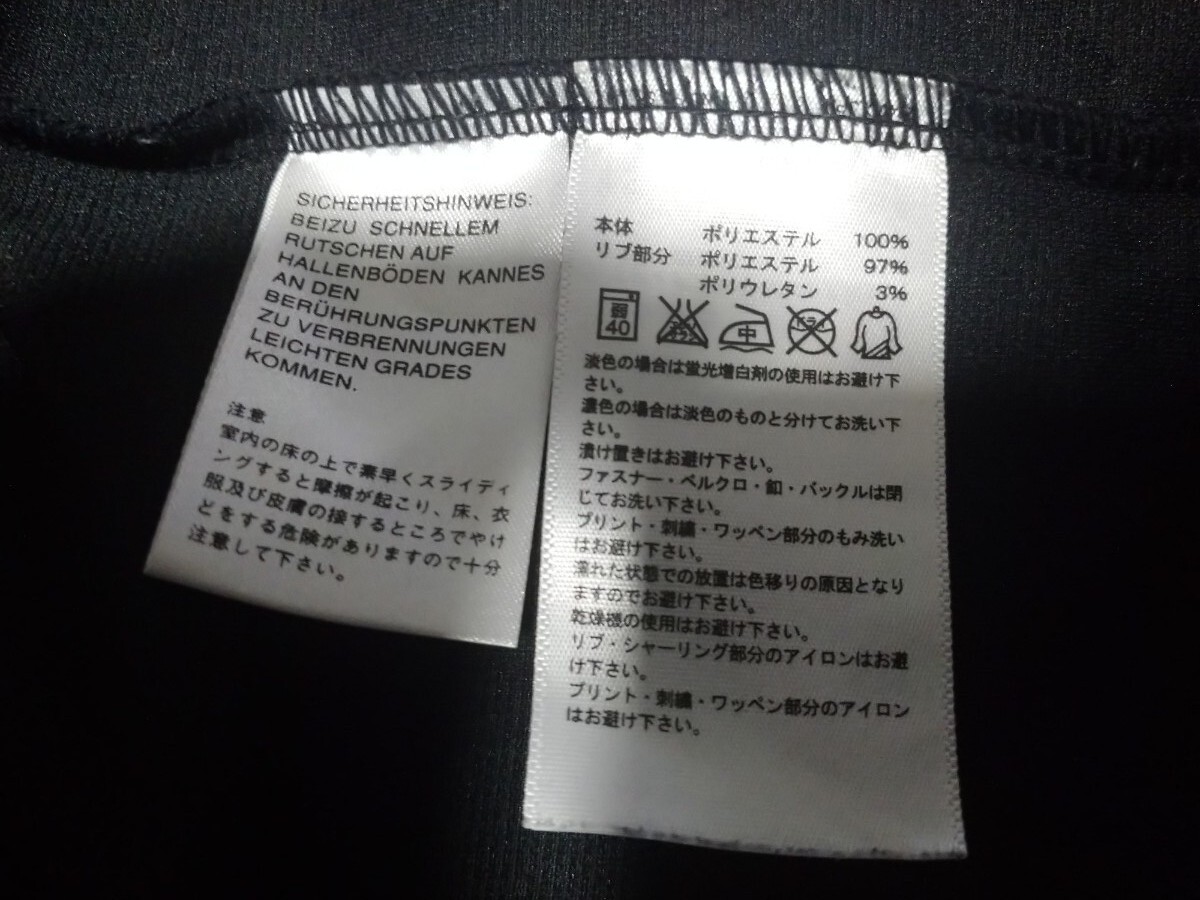 SICHERHEITSHINWEIS:
BEIZU SCHNELLEM
RUTSCHEN AUF
HALLENBÖDEN KANNES
AN DEN
BERÜHRUNGSPUNKTEN
ZU VERBRENNUNGEN
LEICHTEN GRADES
KOMMEN.
注意
室内の床の上で素早くスライディ
ングすると摩擦が起こり、床、衣
服及び皮膚の接するところでやけ
どをする危険がありますので十分
注意して下さい。
本体 ポリエステル 100%
リブ部分 ポリエステル 97%
ポリウレタン 3%
弱 40 中 ドライ
淡色の場合は蛍光増白剤の使用はお避け下
さい。
濃色の場合は淡色のものと分けてお洗い下
さい。
漬け置きはお避け下さい。
ファスナー・ベルクロ・釦・バックルは閉
じてお洗い下さい。
プリント・刺繍・ワッペン部分のもみ洗い
はお避け下さい。
濡れた状態での放置は色移りの原因となり
ますのでお避け下さい。
乾燥機の使用はお避け下さい。
リブ・シャーリング部分のアイロンはお避
け下さい。
プリント・刺繍・ワッペン部分のアイロン
はお避け下さい。